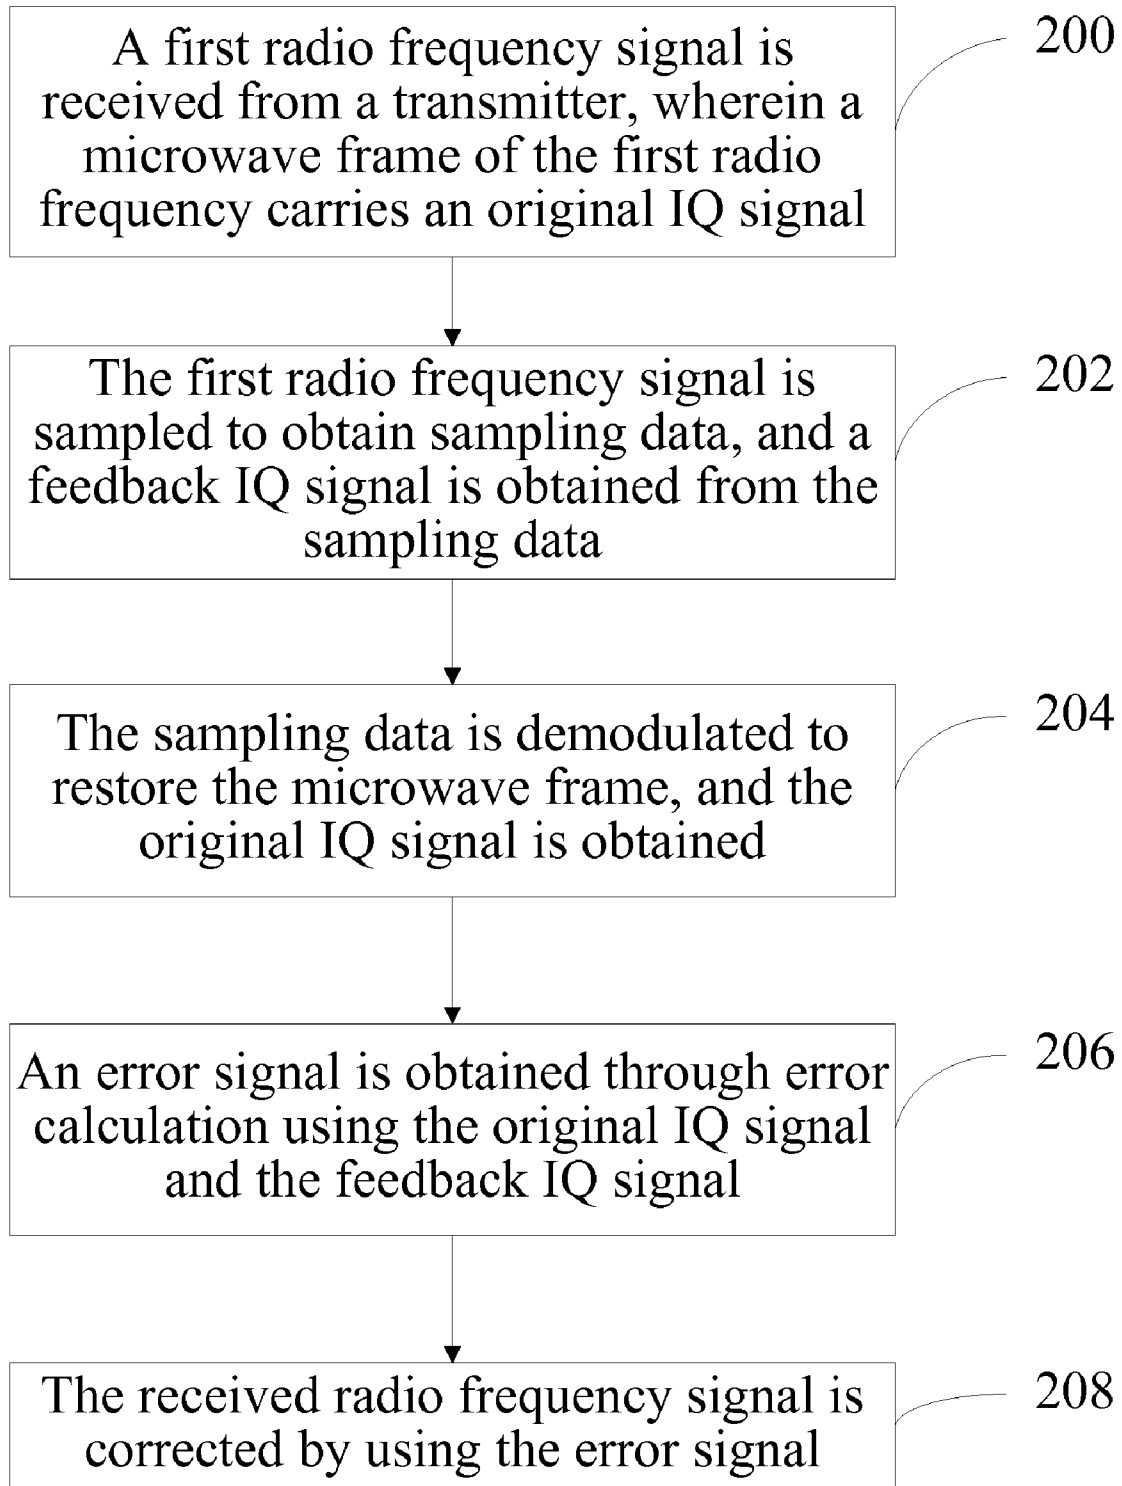 A first radio frequency signal is
received from a transmitter, wherein a
microwave frame of the first radio
frequency carries an original IQ signal
200
The first radio frequency signal is
sampled to obtain sampling data, and a
feedback IQ signal is obtained from the
sampling data
202
The sampling data is demodulated to
restore the microwave frame, and the
original IQ signal is obtained
204
An error signal is obtained through error
calculation using the original IQ signal
and the feedback IQ signal
206
The received radio frequency signal is
corrected by using the error signal
208